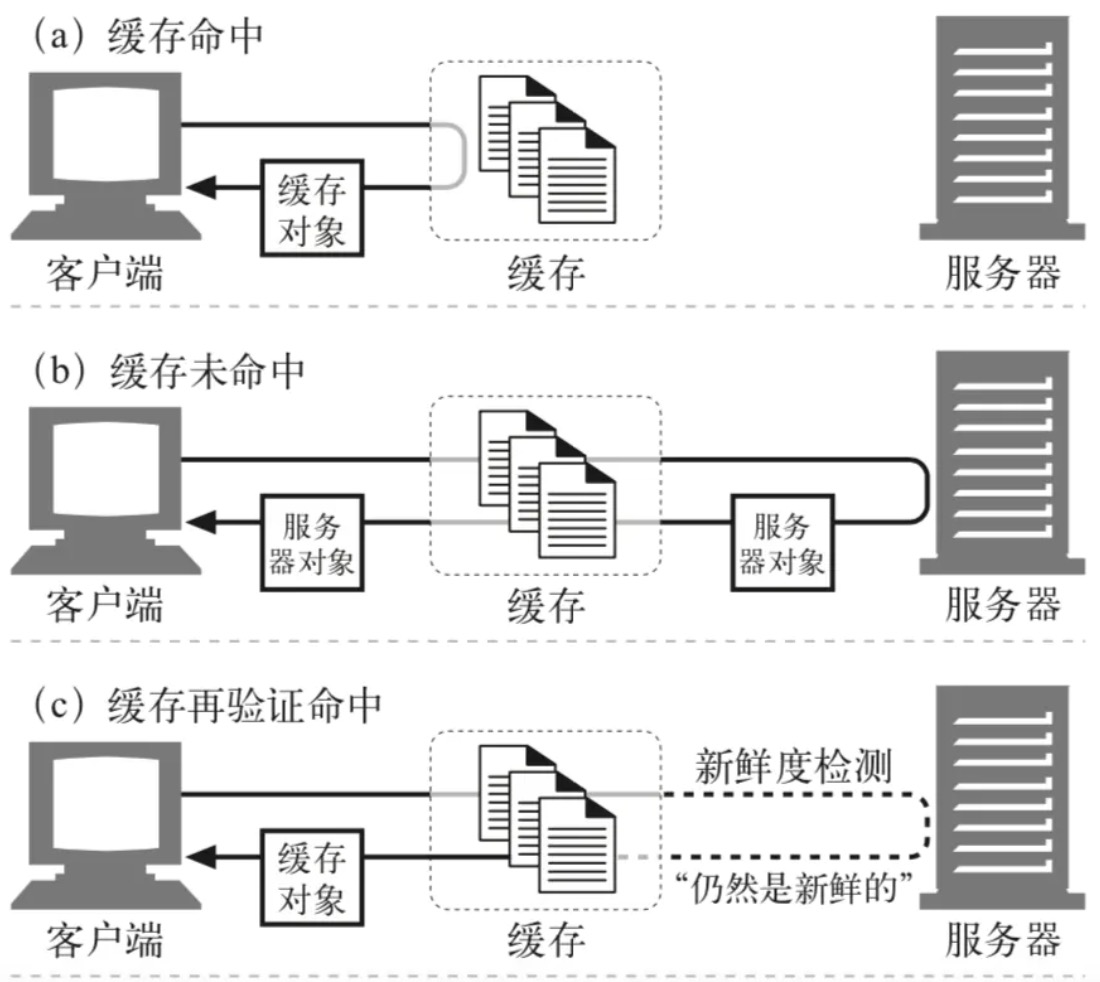 （a）缓存命中
缓存
对象
客户端
缓存
服务器
（b）缓存未命中
服务
器对象
服务
器对象
客户端
缓存
服务器
（c）缓存再验证命中
新鲜度检测
缓存
对象
“仍然是新鲜的”
客户端
缓存
服务器